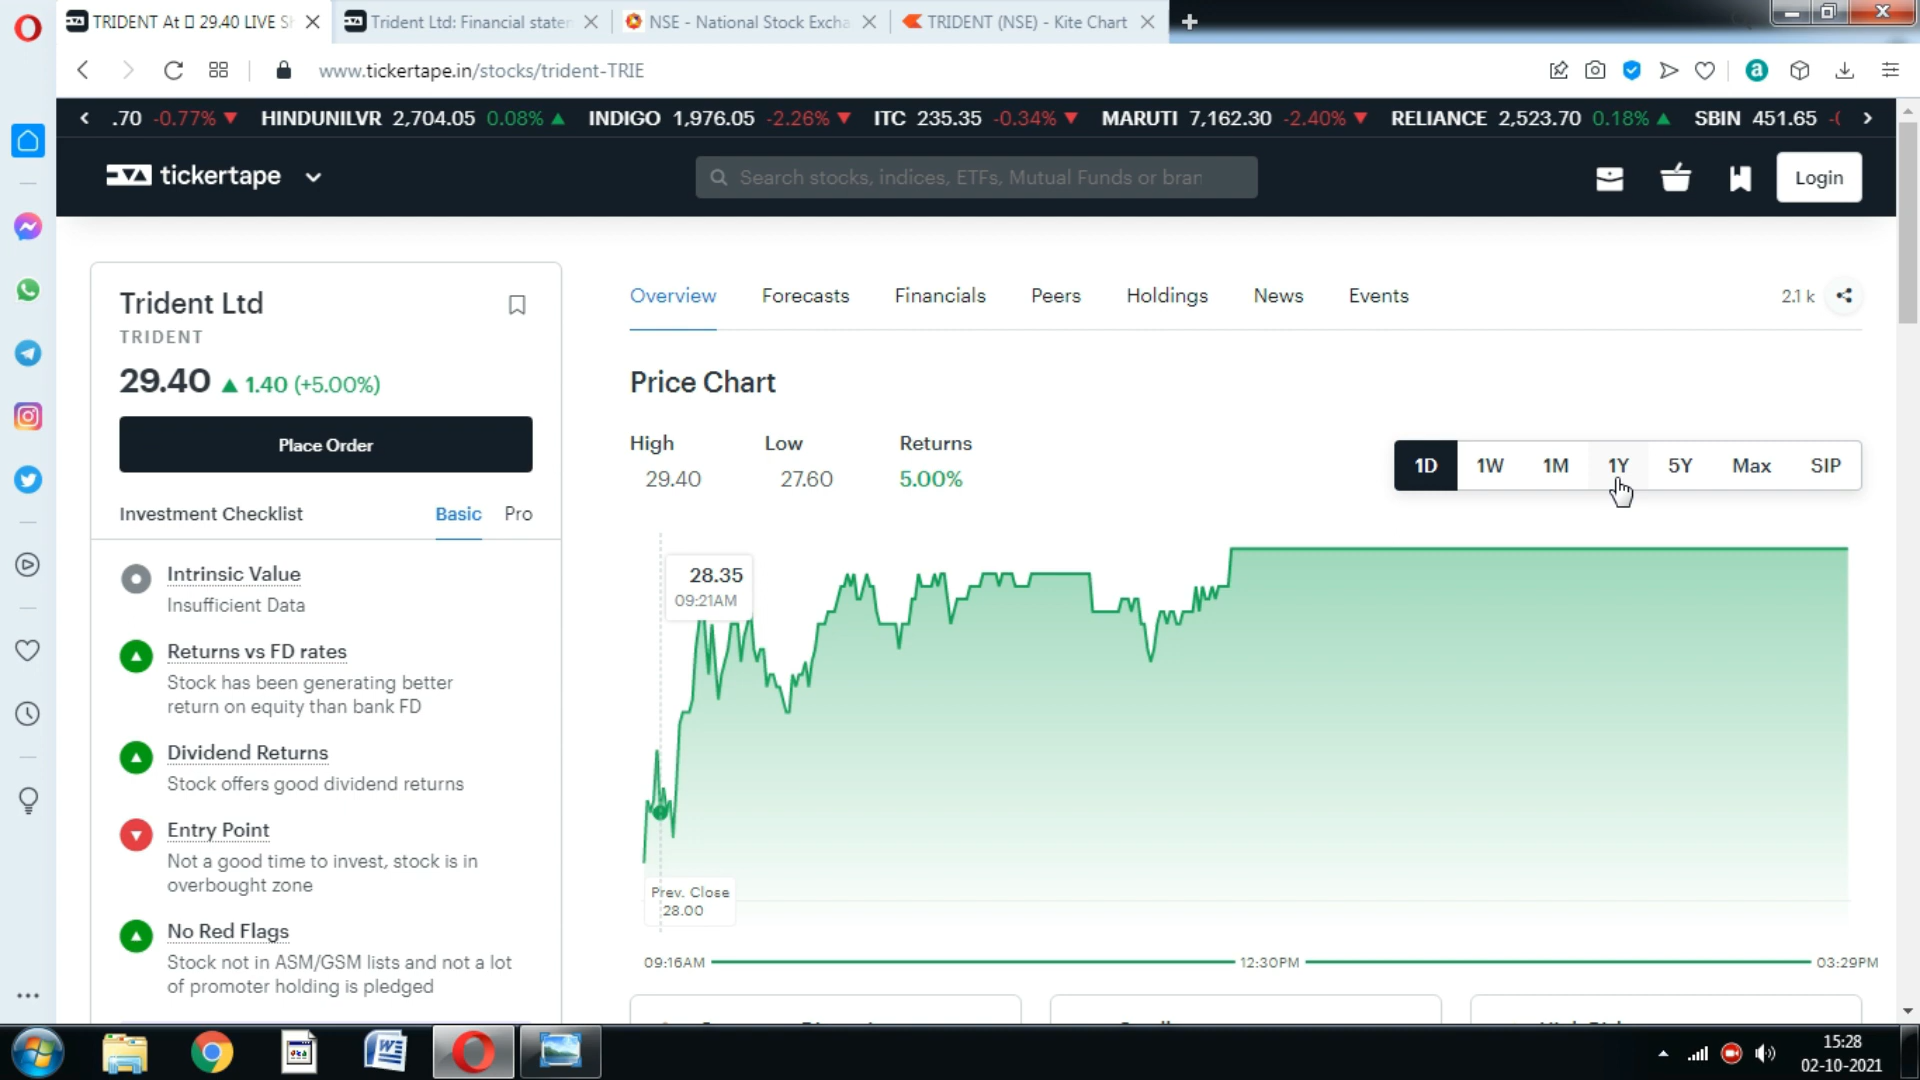 TRIDENT At ▯ 29.40 LIVE S
Trident Ltd: Financial staten
NSE - National Stock Excha
TRIDENT (NSE) - Kite Chart
www.tickertape.in/stocks/trident-TRIE
.70 -0.77% ▼ HINDUNILVR 2,704.05 0.08% ▲ INDIGO 1,976.05 -2.26% ▼ ITC 235.35 -0.34% ▼ MARUTI 7,162.30 -2.40% ▼ RELIANCE 2,523.70 0.18% ▲ SBIN 451.65
tickertape
Search stocks, indices, ETFs, Mutual Funds or bran
Login
Trident Ltd
TRIDENT
29.40 ▲ 1.40 (+5.00%)
Place Order
Investment Checklist Basic Pro
Intrinsic Value
Insufficient Data
Returns vs FD rates
Stock has been generating better
return on equity than bank FD
Dividend Returns
Stock offers good dividend returns
Entry Point
Not a good time to invest, stock is in
overbought zone
No Red Flags
Stock not in ASM/GSM lists and not a lot
of promoter holding is pledged
Overview Forecasts Financials Peers Holdings News Events
2.1 k
Price Chart
High Low Returns
29.40 27.60 5.00%
1D 1W 1M 1Y 5Y Max SIP
28.35
09:21AM
Prev. Close
28.00
09:16AM 12:30PM 03:29PM
15:28
02-10-2021